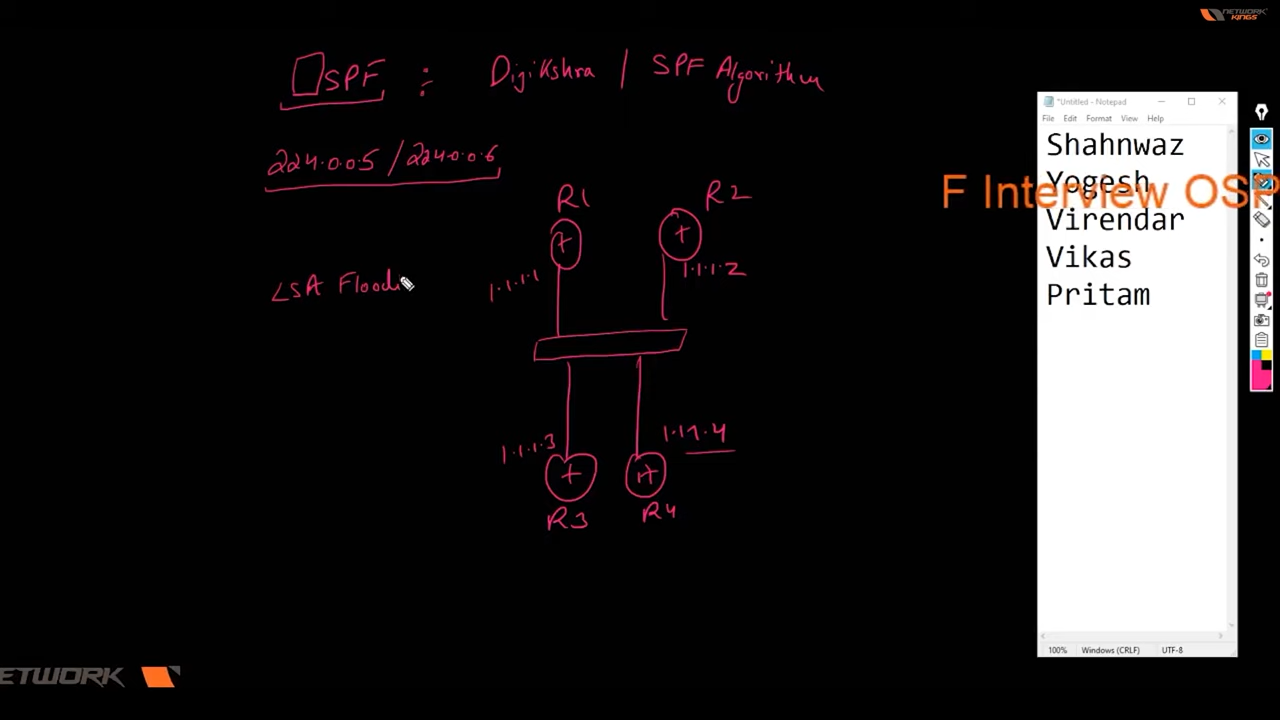 NETWORK
KINGS
OSPF : Dijikshra / SPF Algorithm
224.0.0.5 / 224.0.0.6
R1
R2
1.1.1.1
1.1.1.2
LSA Floodi
1.1.1.3
1.1.1.4
R3
R4
*Untitled - Notepad
File Edit Format View Help
Shahnwaz
Yogesh
Virendar
Vikas
Pritam
F Interview OSP
100% Windows (CRLF) UTF-8
ETWORK